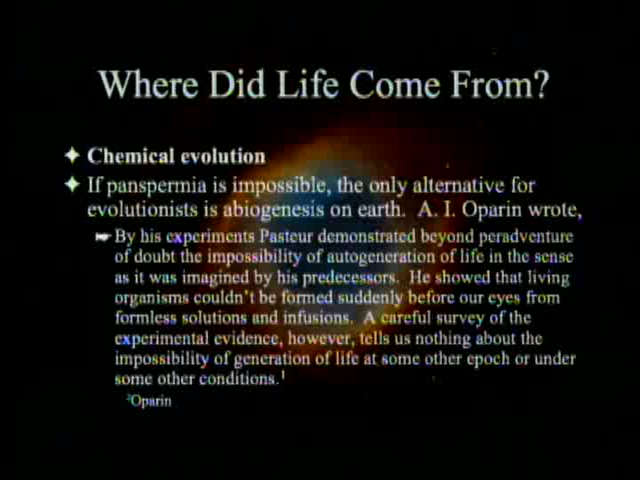 Where Did Life Come From?
✦ Chemical evolution
✦ If panspermia is impossible, the only alternative for
evolutionists is abiogenesis on earth. A. I. Oparin wrote,
☛ By his experiments Pasteur demonstrated beyond peradventure
of doubt the impossibility of autogeneration of life in the sense
as it was imagined by his predecessors. He showed that living
organisms couldn't be formed suddenly before our eyes from
formless solutions and infusions. A careful survey of the
experimental evidence, however, tells us nothing about the
impossibility of generation of life at some other epoch or under
some other conditions.¹
²Oparin